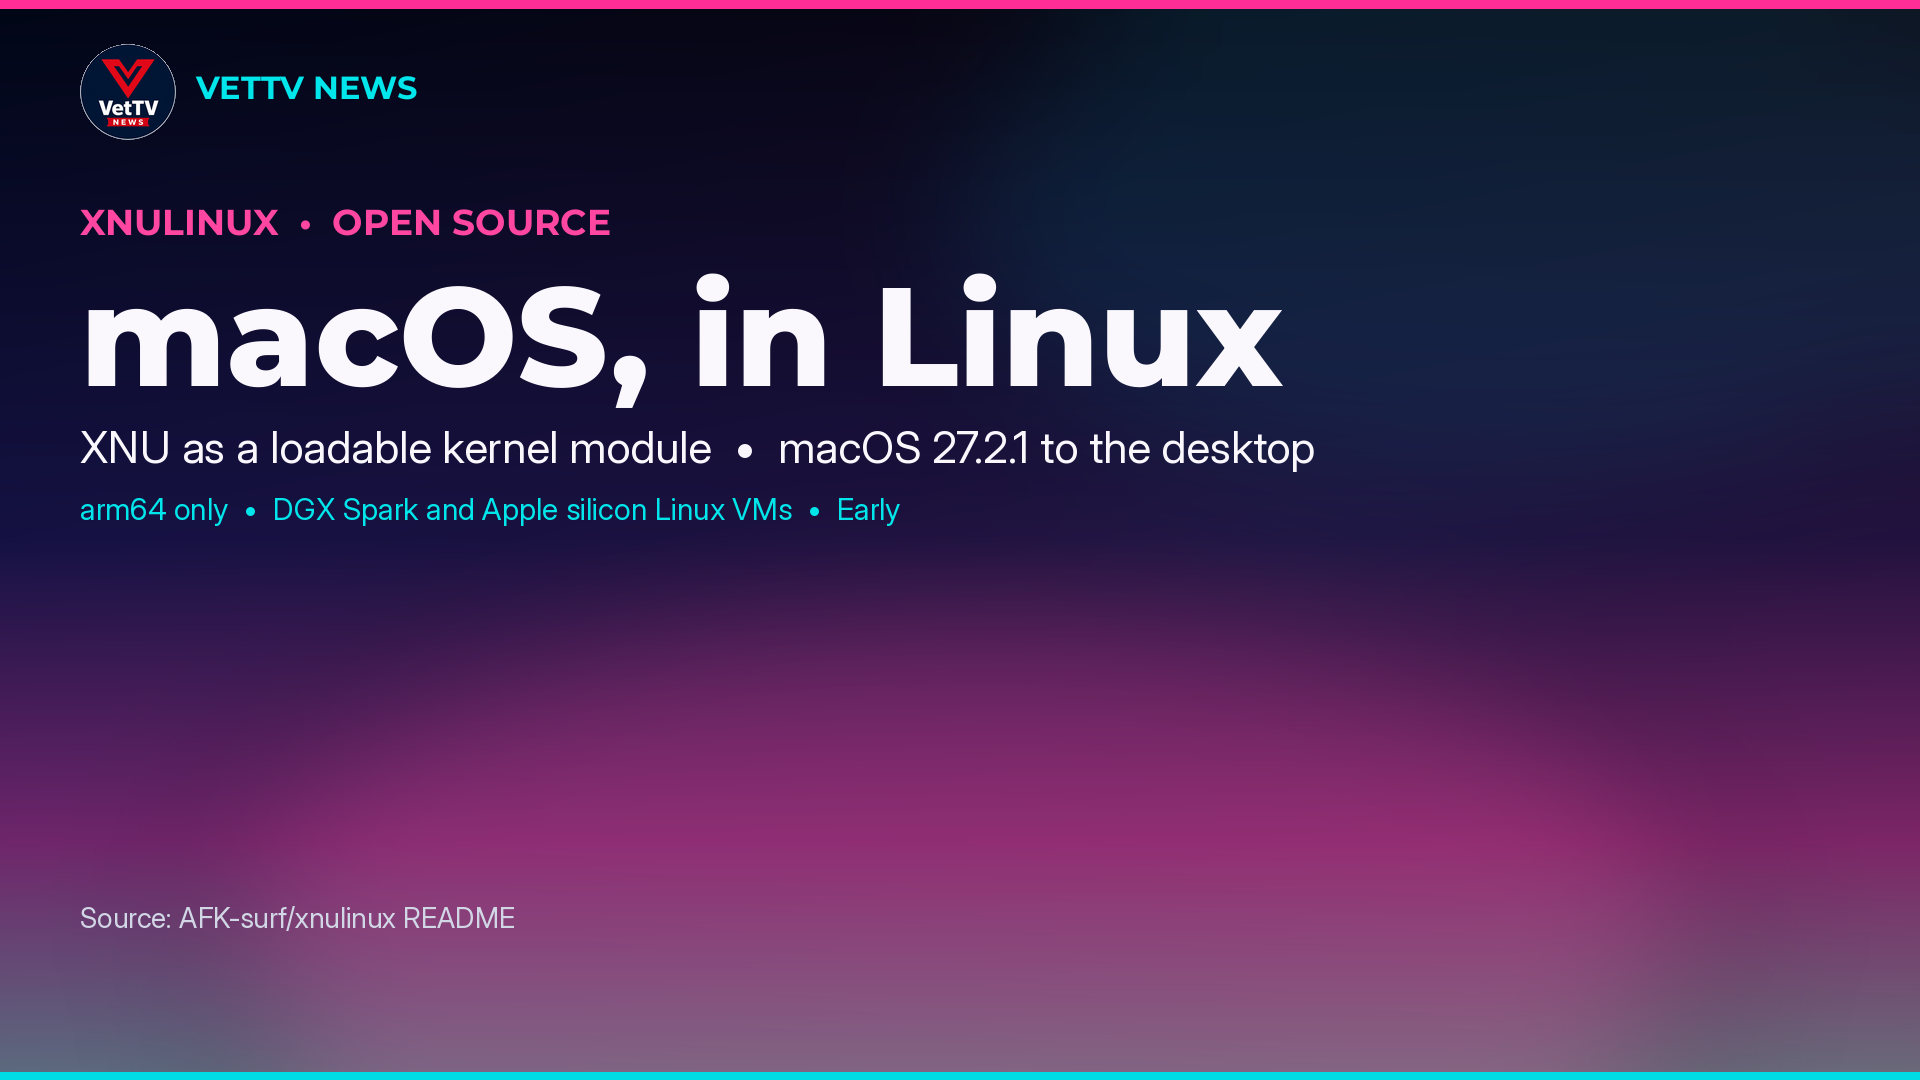 VetTV
NEWS
VETTV NEWS
XNULINUX • OPEN SOURCE
macOS, in Linux
XNU as a loadable kernel module • macOS 27.2.1 to the desktop
arm64 only • DGX Spark and Apple silicon Linux VMs • Early
Source: AFK-surf/xnulinux README